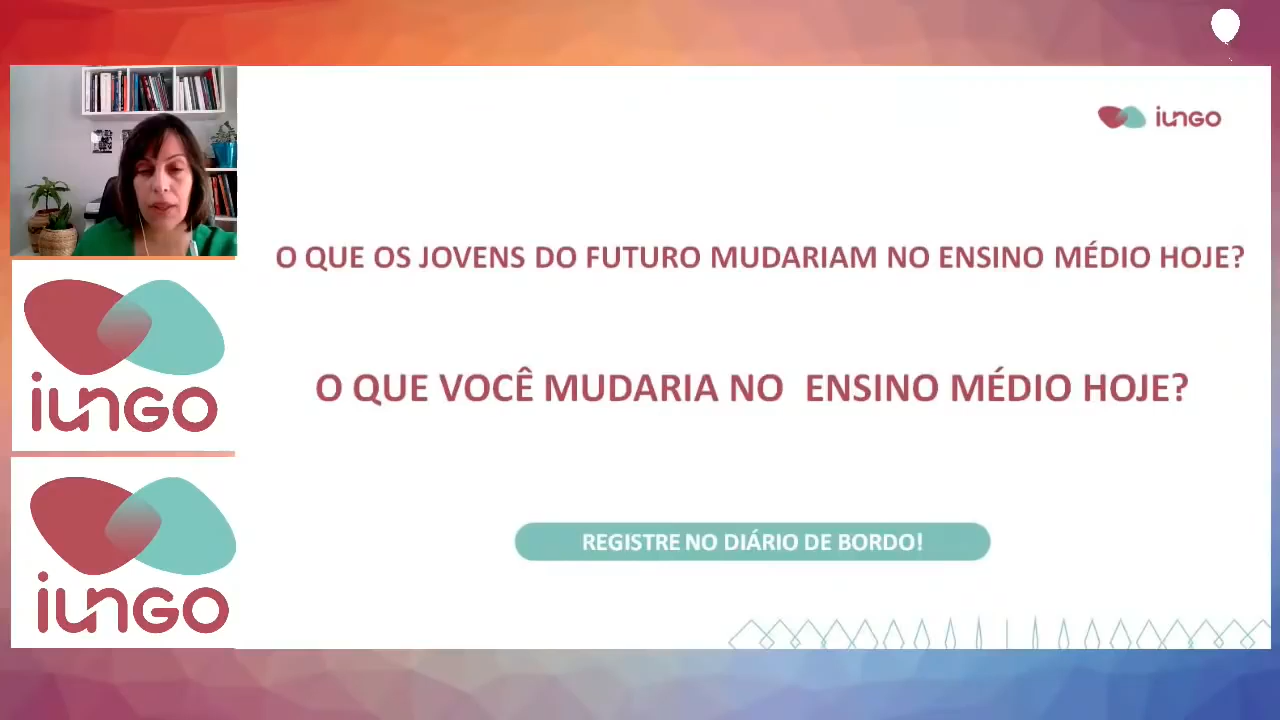 iUNGO
O QUE OS JOVENS DO FUTURO MUDARIAM NO ENSINO MÉDIO HOJE?
O QUE VOCÊ MUDARIA NO ENSINO MÉDIO HOJE?
REGISTRE NO DIÁRIO DE BORDO!
iUNGO
iUNGO